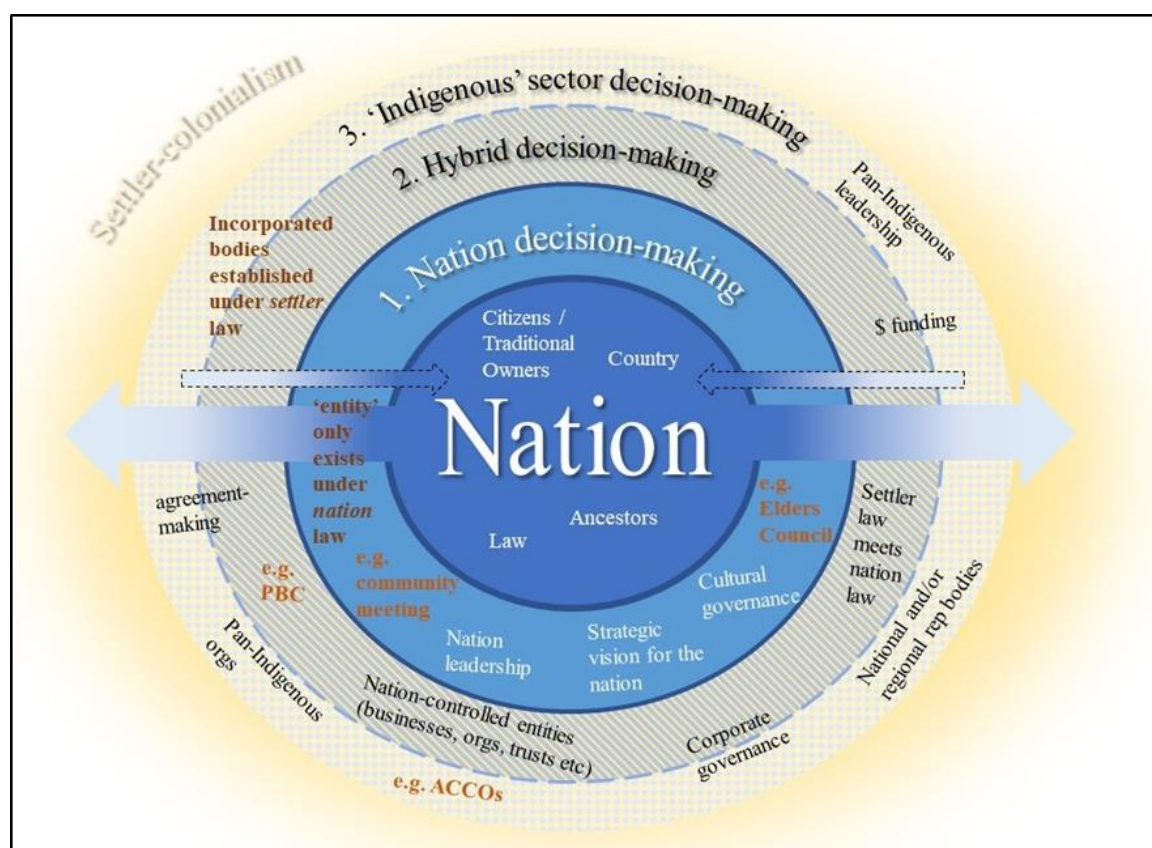 Settler-colonialism
3. ‘Indigenous’ sector decision-making
2. Hybrid decision-making
Pan-Indigenous
leadership
Incorporated
bodies
established
under settler
law
1. Nation decision-making
Citizens /
Traditional
Owners
Country
$ funding
‘entity’
only
exists
under
nation
law
Nation
agreement-
making
Ancestors
Law
e.g.
Elders
Council
Settler
law
meets
nation
law
e.g.
PBC
e.g.
community
meeting
Cultural
governance
National and/or
regional rep bodies
Pan-Indigenous
orgs
Nation
leadership
Strategic
vision for the
nation
Nation-controlled entities
(businesses, orgs, trusts etc)
Corporate
governance
e.g. ACCOs